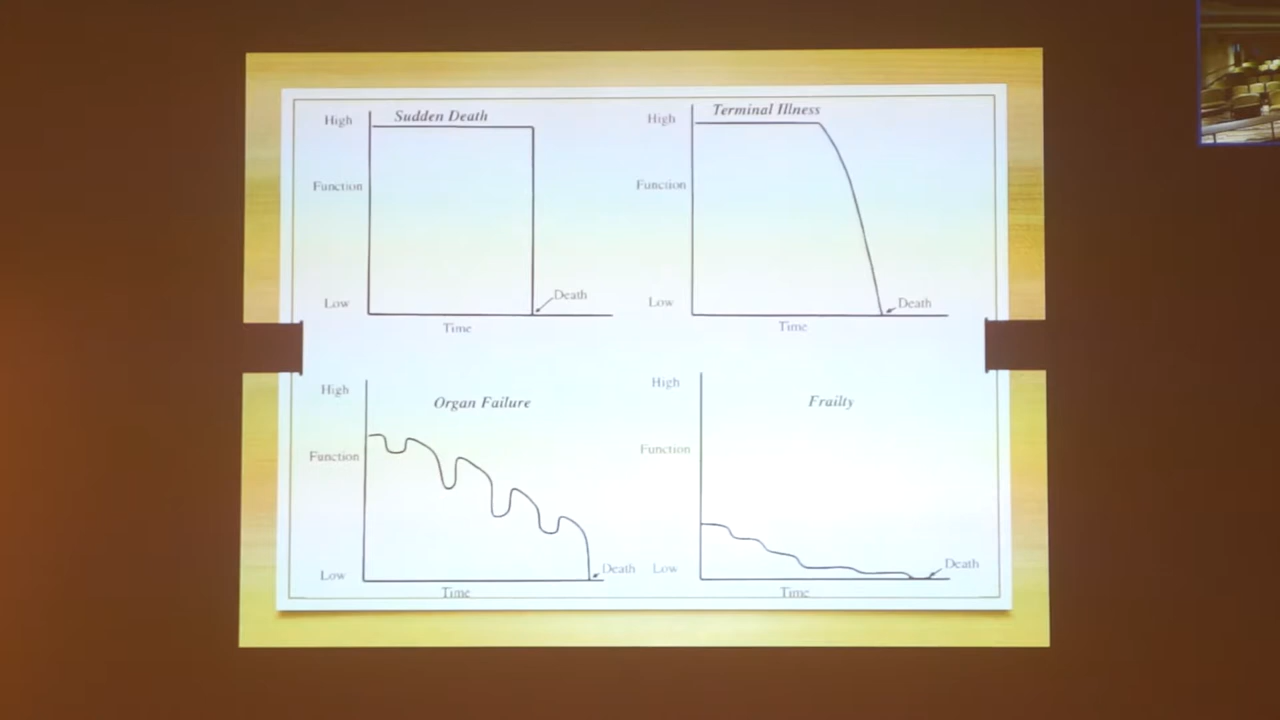 Sudden Death
High
Function
Low
Death
Time
Terminal Illness
High
Function
Low
Death
Time
Organ Failure
High
Function
Low
Death
Time
Frailty
High
Function
Low
Death
Time